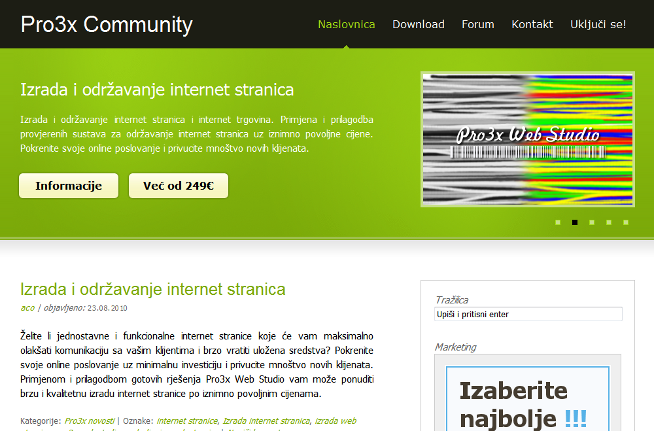 Pro3x Community
Naslovnica Download Forum Kontakt Uključi se!
Izrada i održavanje internet stranica
Izrada i održavanje internet stranica i internet trgovina. Primjena i prilagodba
provjerenih sustava za održavanje internet stranica uz iznimno povoljne cijene.
Pokrente svoje online poslovanje i privucite mnoštvo novih klijenata.
Informacije
Već od 249€
Pro3x Web Studio
Izrada i održavanje internet stranica
aco / objavljeno: 23.08.2010
Želte li jednostavne i funkcionalne internet stranice koje će vam maksimalno
olakšati komunikaciju sa vašim klijentima i brzo vratiti uložena sredstva? Pokrente
svoje online poslovanje uz minimalnu investiciju i privucite mnoštvo novih klijenata.
Primjenom i prilagodbom gotovih rješenja Pro3x Web Studio vam može ponuditi
brzu i kvalitetnu izradu internet stranice po iznimno povoljnim cijenama.
Kategorije: Pro3x novosti | Oznake: internet stranice, Izrada internet stranica, izrada web
Tražilica
Upiši i pritisni enter
Marketing
Izaberite
najbolje !!!